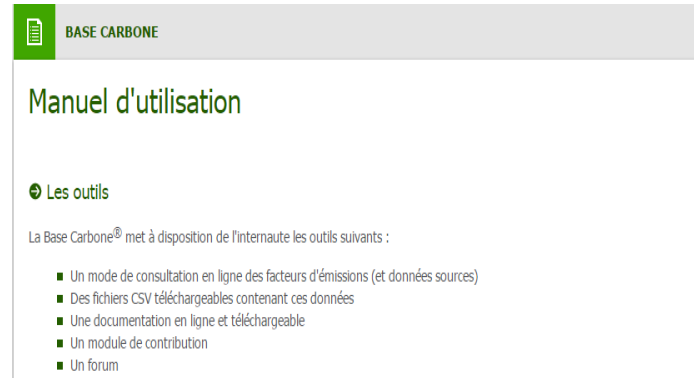 BASE CARBONE
Manuel d'utilisation
Les outils
La Base Carbone® met à disposition de l'internaute les outils suivants :
Un mode de consultation en ligne des facteurs d'émissions (et données sources)
Des fichiers CSV téléchargeables contenant ces données
Une documentation en ligne et téléchargeable
Un module de contribution
Un forum